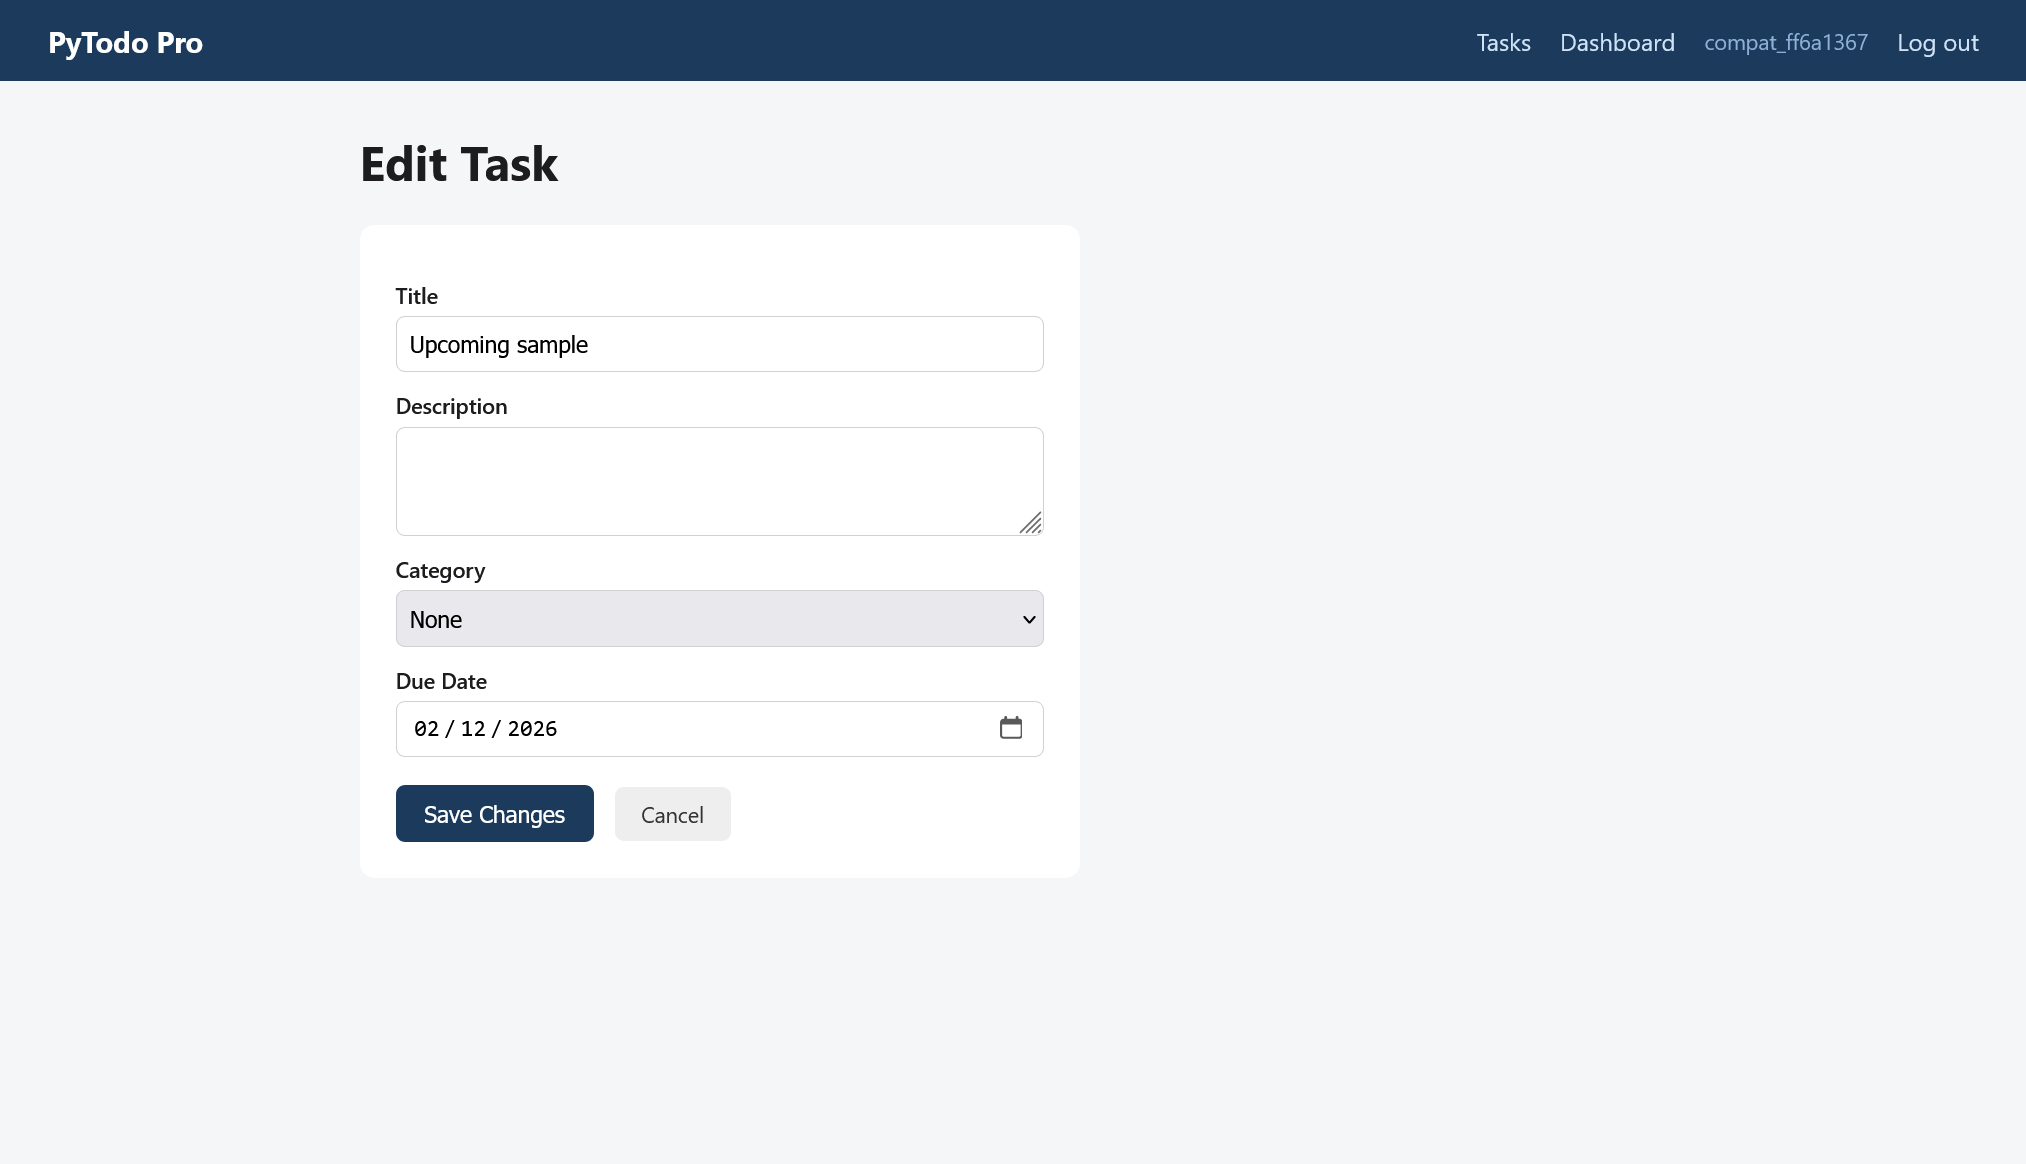 PyTodo Pro
Tasks Dashboard compat_ff6a1367 Log out
Edit Task
Title
Upcoming sample
Description
Category
None
Due Date
02 / 12 / 2026
Save Changes Cancel